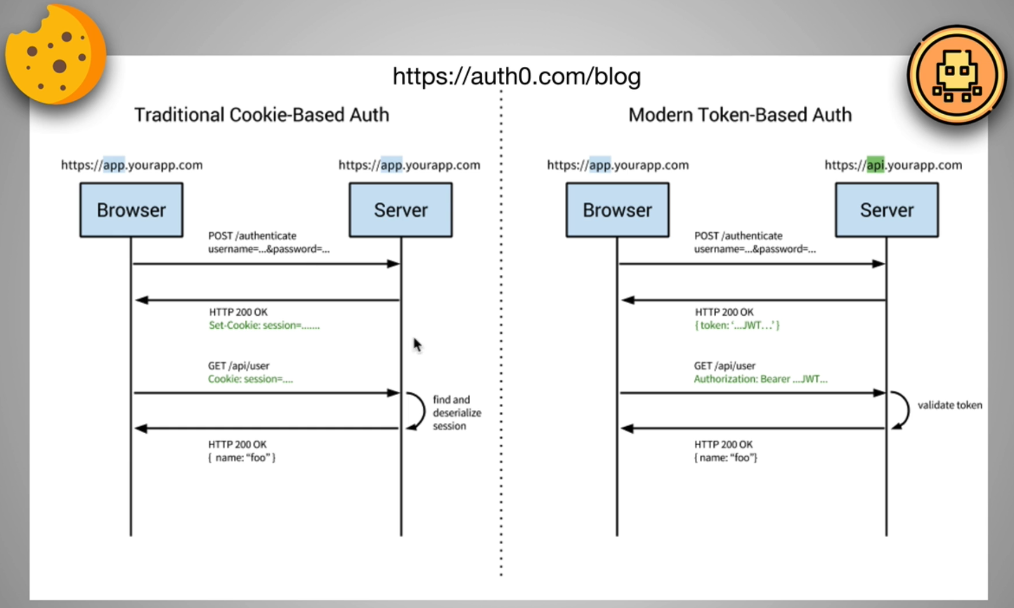 https://auth0.com/blog
Traditional Cookie-Based Auth
https://app.yourapp.com
https://app.yourapp.com
Browser
Server
POST /authenticate
username=...&password=...
HTTP 200 OK
Set-Cookie: session=.......
GET /api/user
Cookie: session=....
find and
deserialize
session
HTTP 200 OK
{ name: “foo” }
Modern Token-Based Auth
https://app.yourapp.com
https://api.yourapp.com
Browser
Server
POST /authenticate
username=...&password=...
HTTP 200 OK
{ token: ‘...JWT...’ }
GET /api/user
Authorization: Bearer ...JWT...
validate token
HTTP 200 OK
{ name: “foo”}